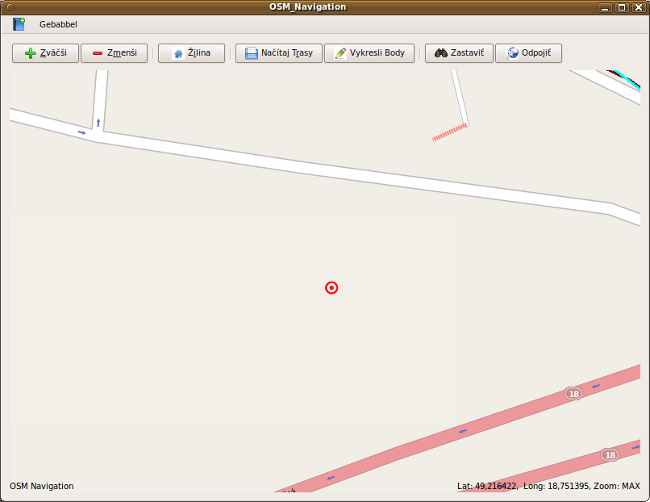 OSM_Navigation
Gebabbel
Zväčši Zmenši Žilina Načítaj Trasy Vykresli Body Zastaviť Odpojiť
18
18
OSM Navigation Lat: 49,216422, Long: 18,751395, Zoom: MAX